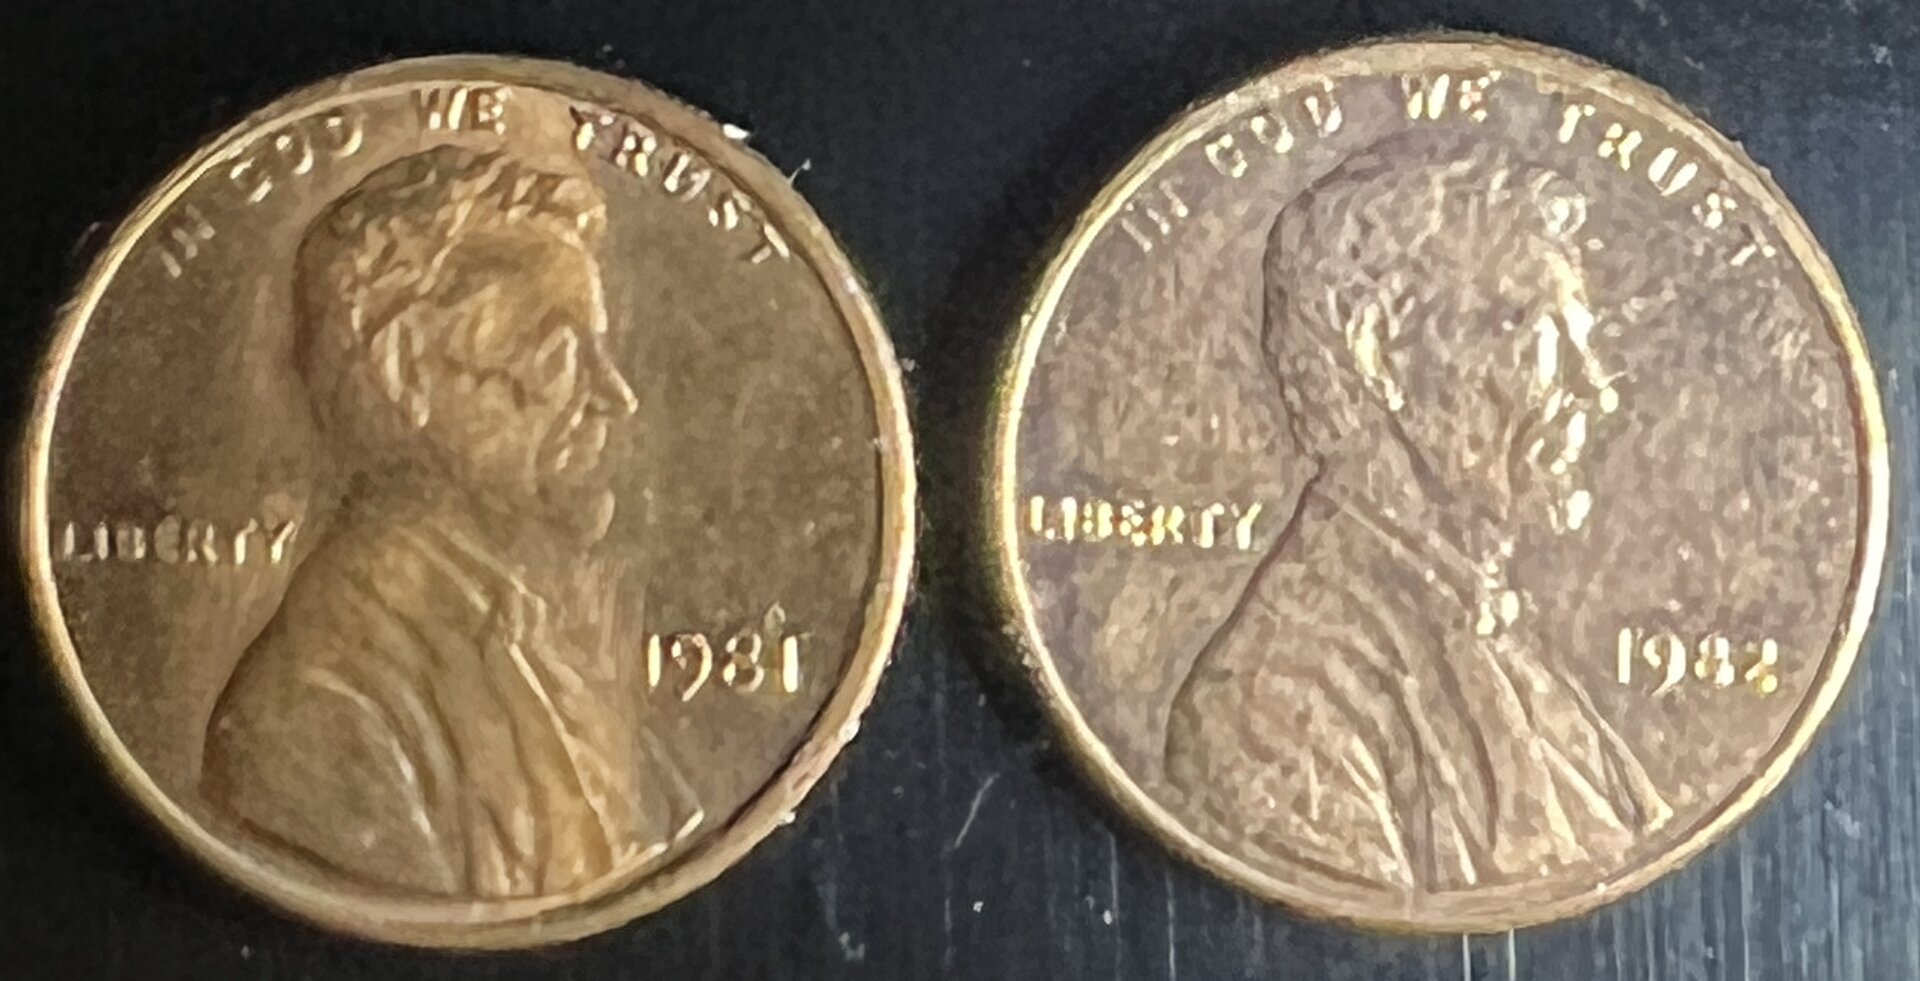 IN GOD WE TRUST
LIBERTY
1981
IN GOD WE TRUST
LIBERTY
1982